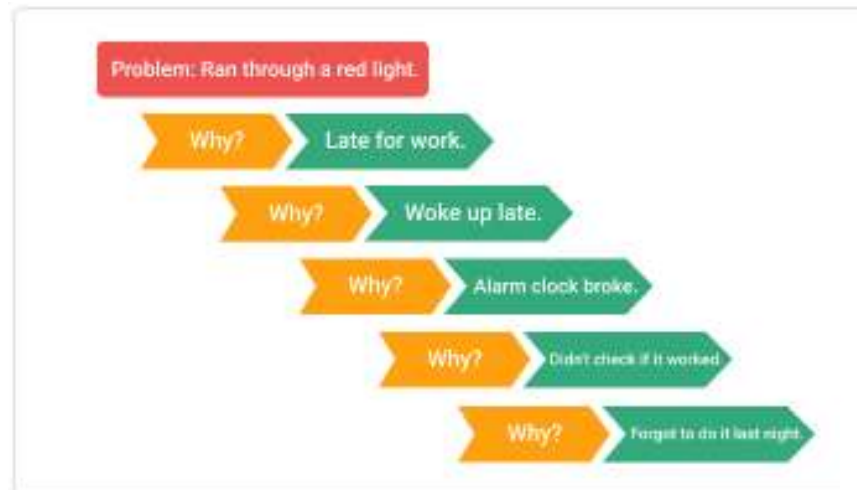 Problem: Ran through a red light.
Why? Late for work.
Why? Woke up late.
Why? Alarm clock broke.
Why? Didn't check if it worked.
Why? Forgot to do it last night.